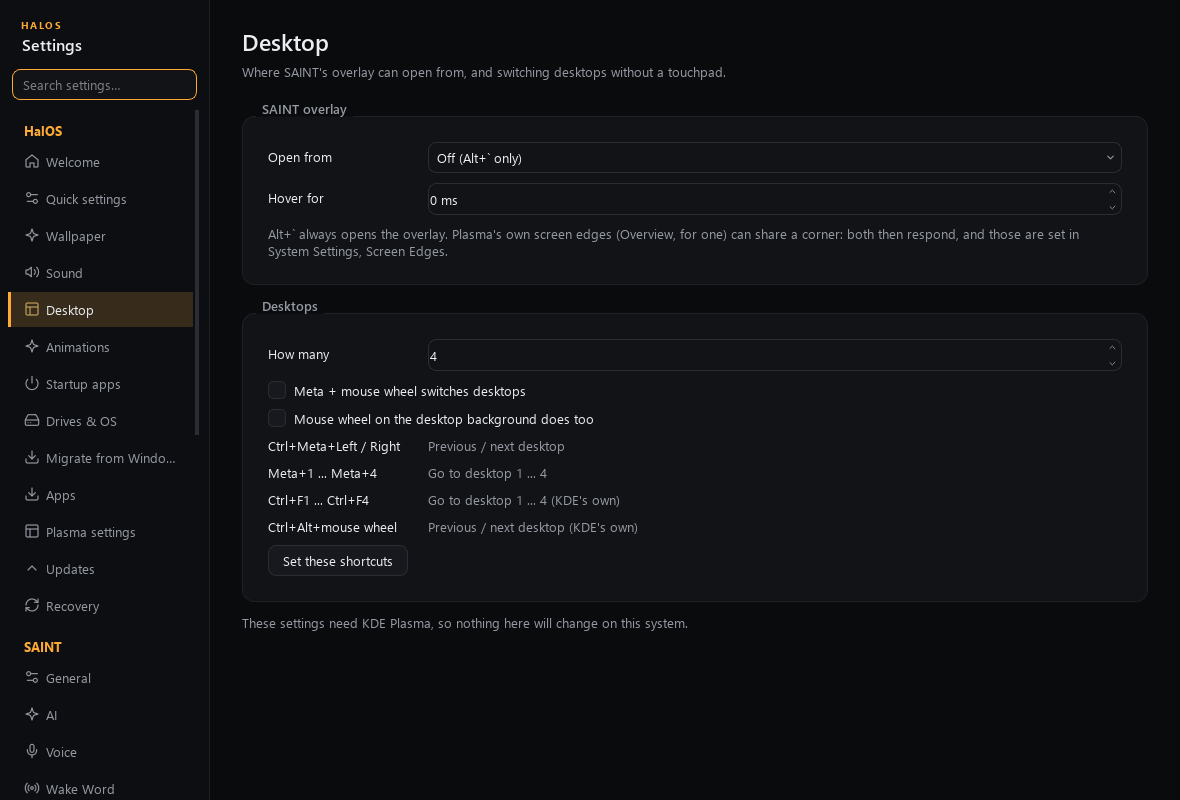 HALOS
Settings
Search settings...
HalOS
Welcome
Quick settings
Wallpaper
Sound
Desktop
Animations
Startup apps
Drives & OS
Migrate from Windo...
Apps
Plasma settings
Updates
Recovery
SAINT
General
AI
Voice
Wake Word
Desktop
Where SAINT's overlay can open from, and switching desktops without a touchpad.
SAINT overlay
Open from
Off (Alt+` only)
Hover for
0 ms
Alt+` always opens the overlay. Plasma's own screen edges (Overview, for one) can share a corner: both then respond, and those are set in
System Settings, Screen Edges.
Desktops
How many
4
Meta + mouse wheel switches desktops
Mouse wheel on the desktop background does too
Ctrl+Meta+Left / Right Previous / next desktop
Meta+1 ... Meta+4 Go to desktop 1 ... 4
Ctrl+F1 ... Ctrl+F4 Go to desktop 1 ... 4 (KDE's own)
Ctrl+Alt+mouse wheel Previous / next desktop (KDE's own)
Set these shortcuts
These settings need KDE Plasma, so nothing here will change on this system.